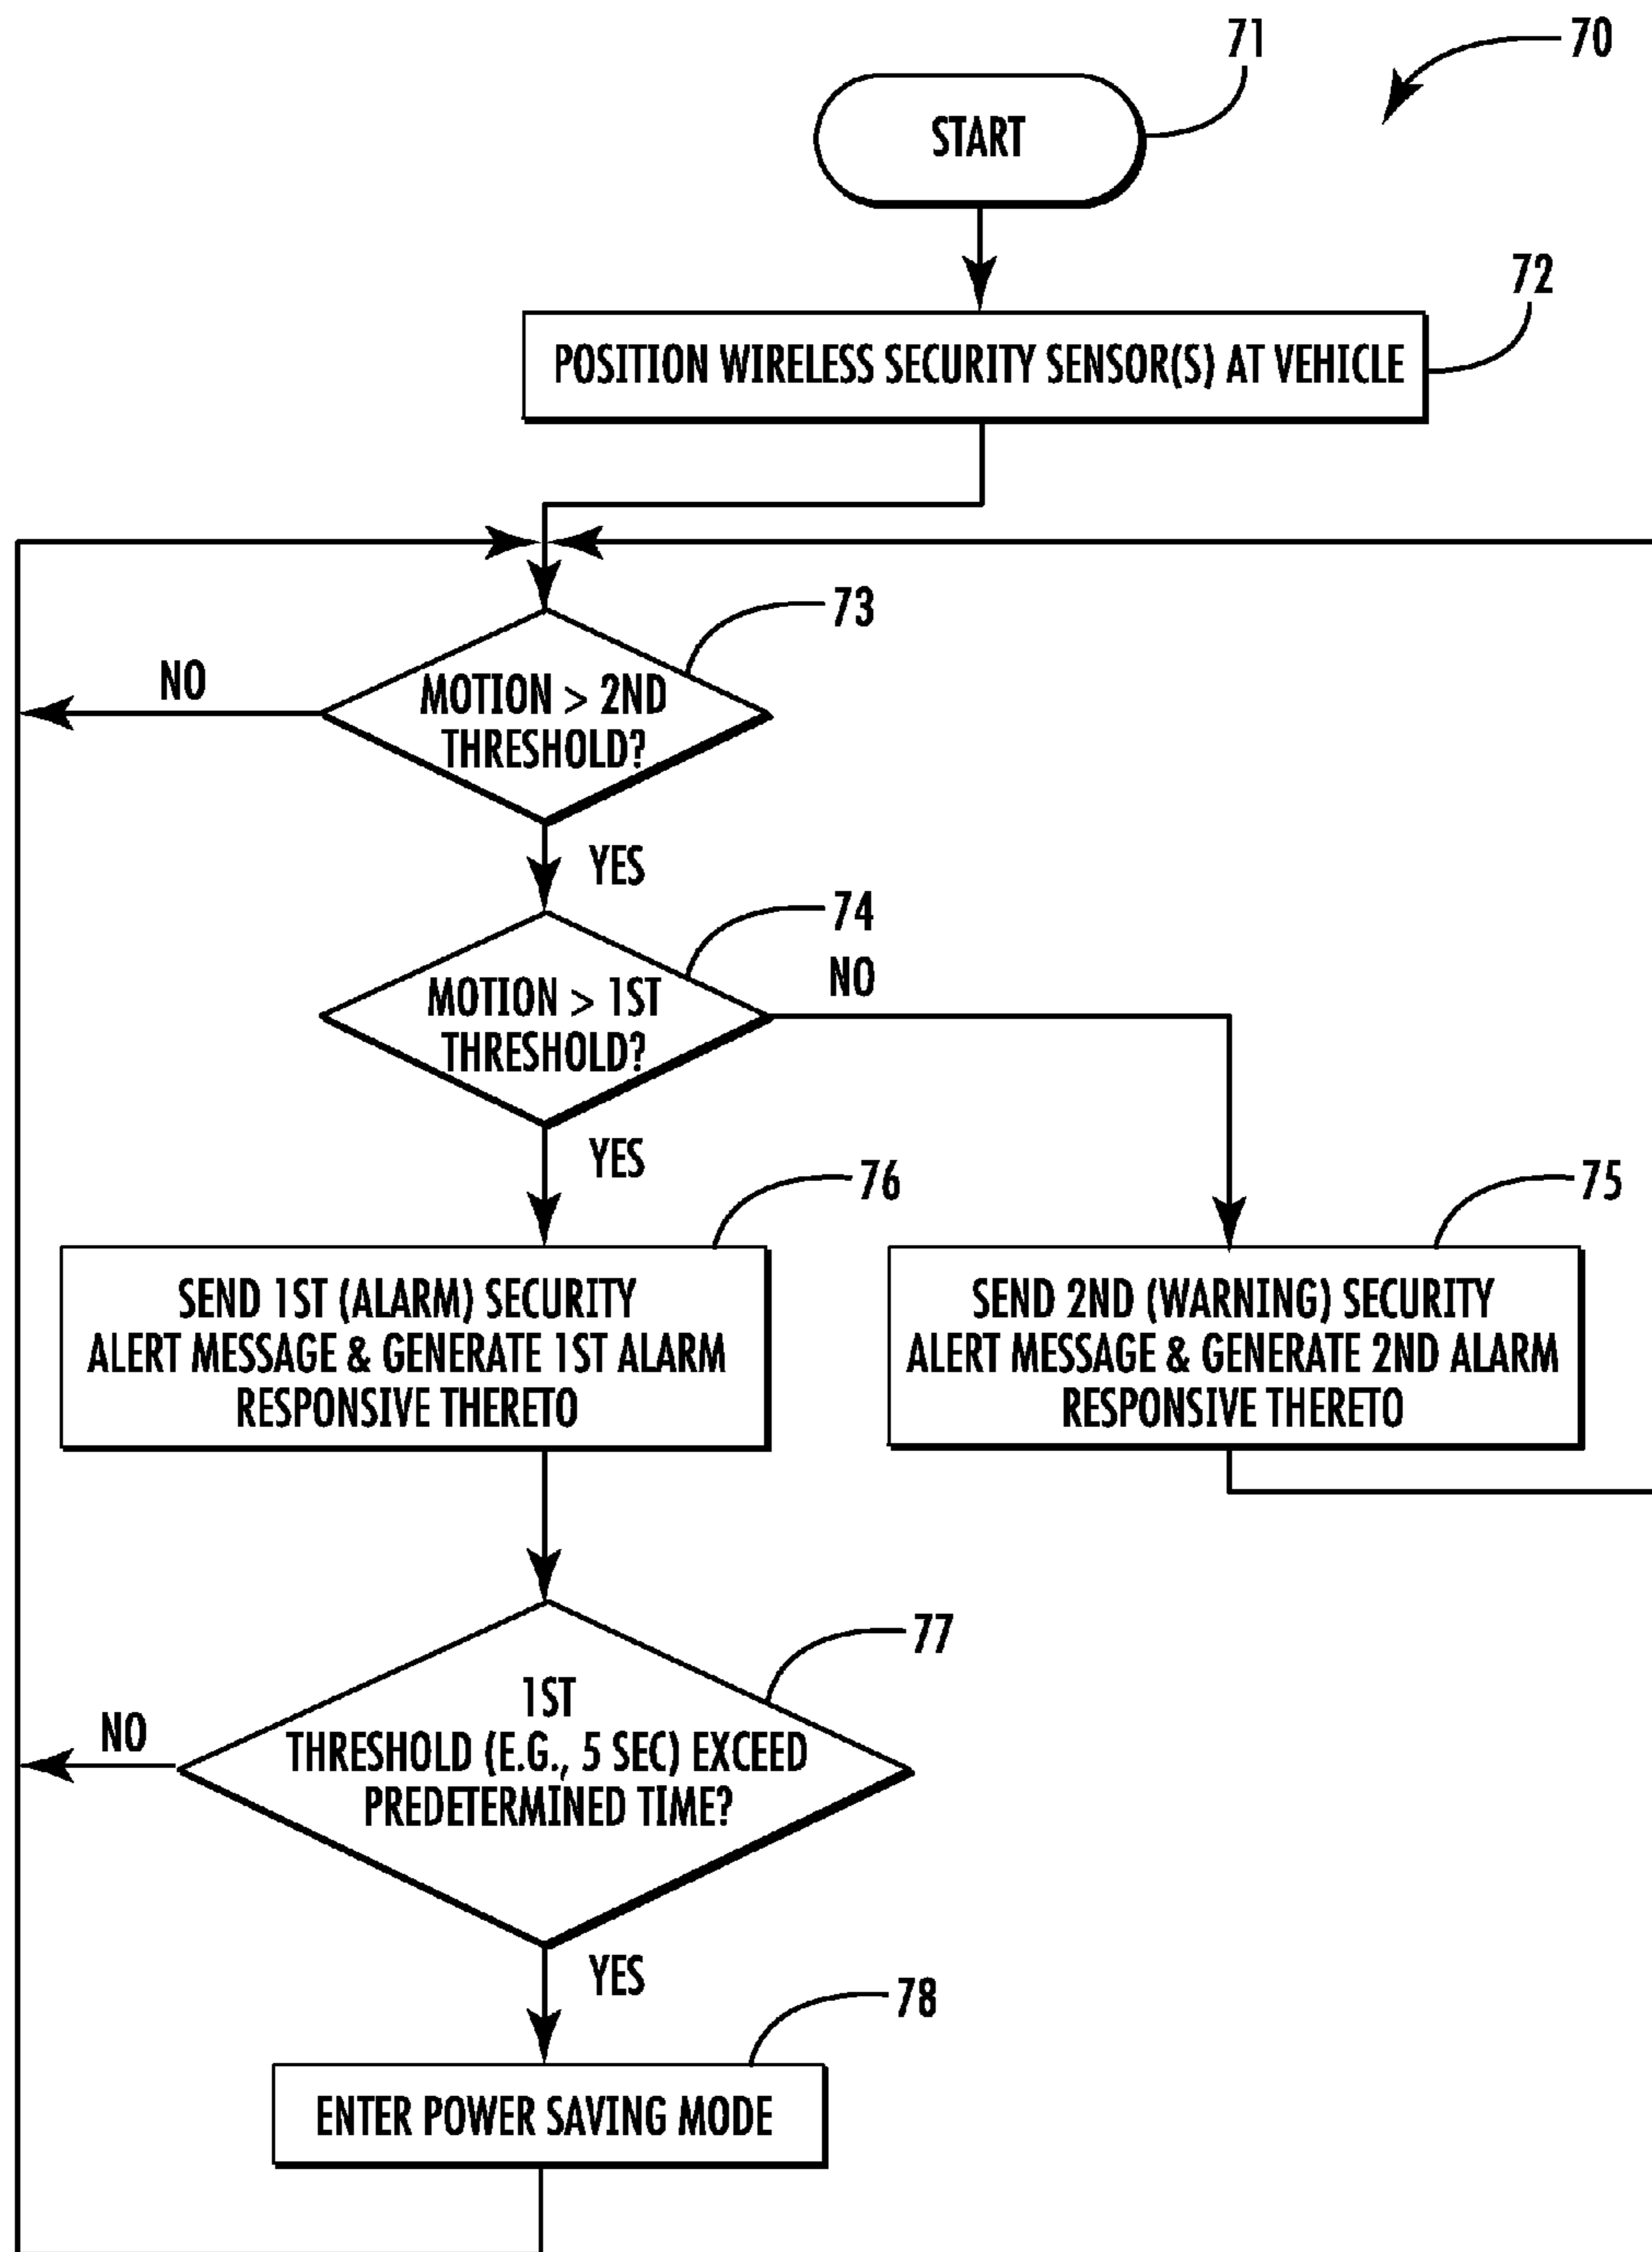 71
70
START
72
POSITION WIRELESS SECURITY SENSOR(S) AT VEHICLE
73
NO
MOTION > 2ND
THRESHOLD?
YES
74
NO
MOTION > 1ST
THRESHOLD?
YES
76
75
SEND 1ST (ALARM) SECURITY
ALERT MESSAGE & GENERATE 1ST ALARM
RESPONSIVE THERETO
SEND 2ND (WARNING) SECURITY
ALERT MESSAGE & GENERATE 2ND ALARM
RESPONSIVE THERETO
77
NO
1ST
THRESHOLD (E.G., 5 SEC) EXCEED
PREDETERMINED TIME?
YES
78
ENTER POWER SAVING MODE